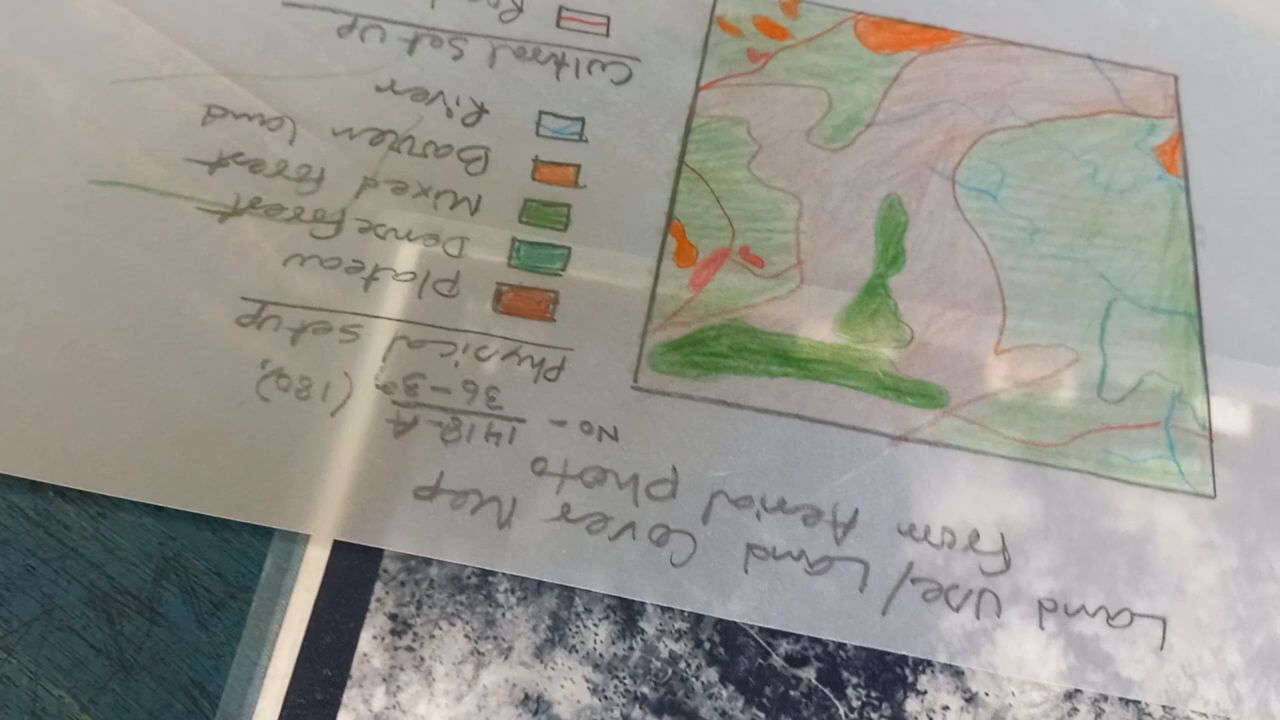 Land Use/Land Cover Map
From Aerial photo
No - 1418-A
36-3 (180),
Physical set up
Plateau
Dense forest
Mixed forest
Barren land
River
Cultural set up